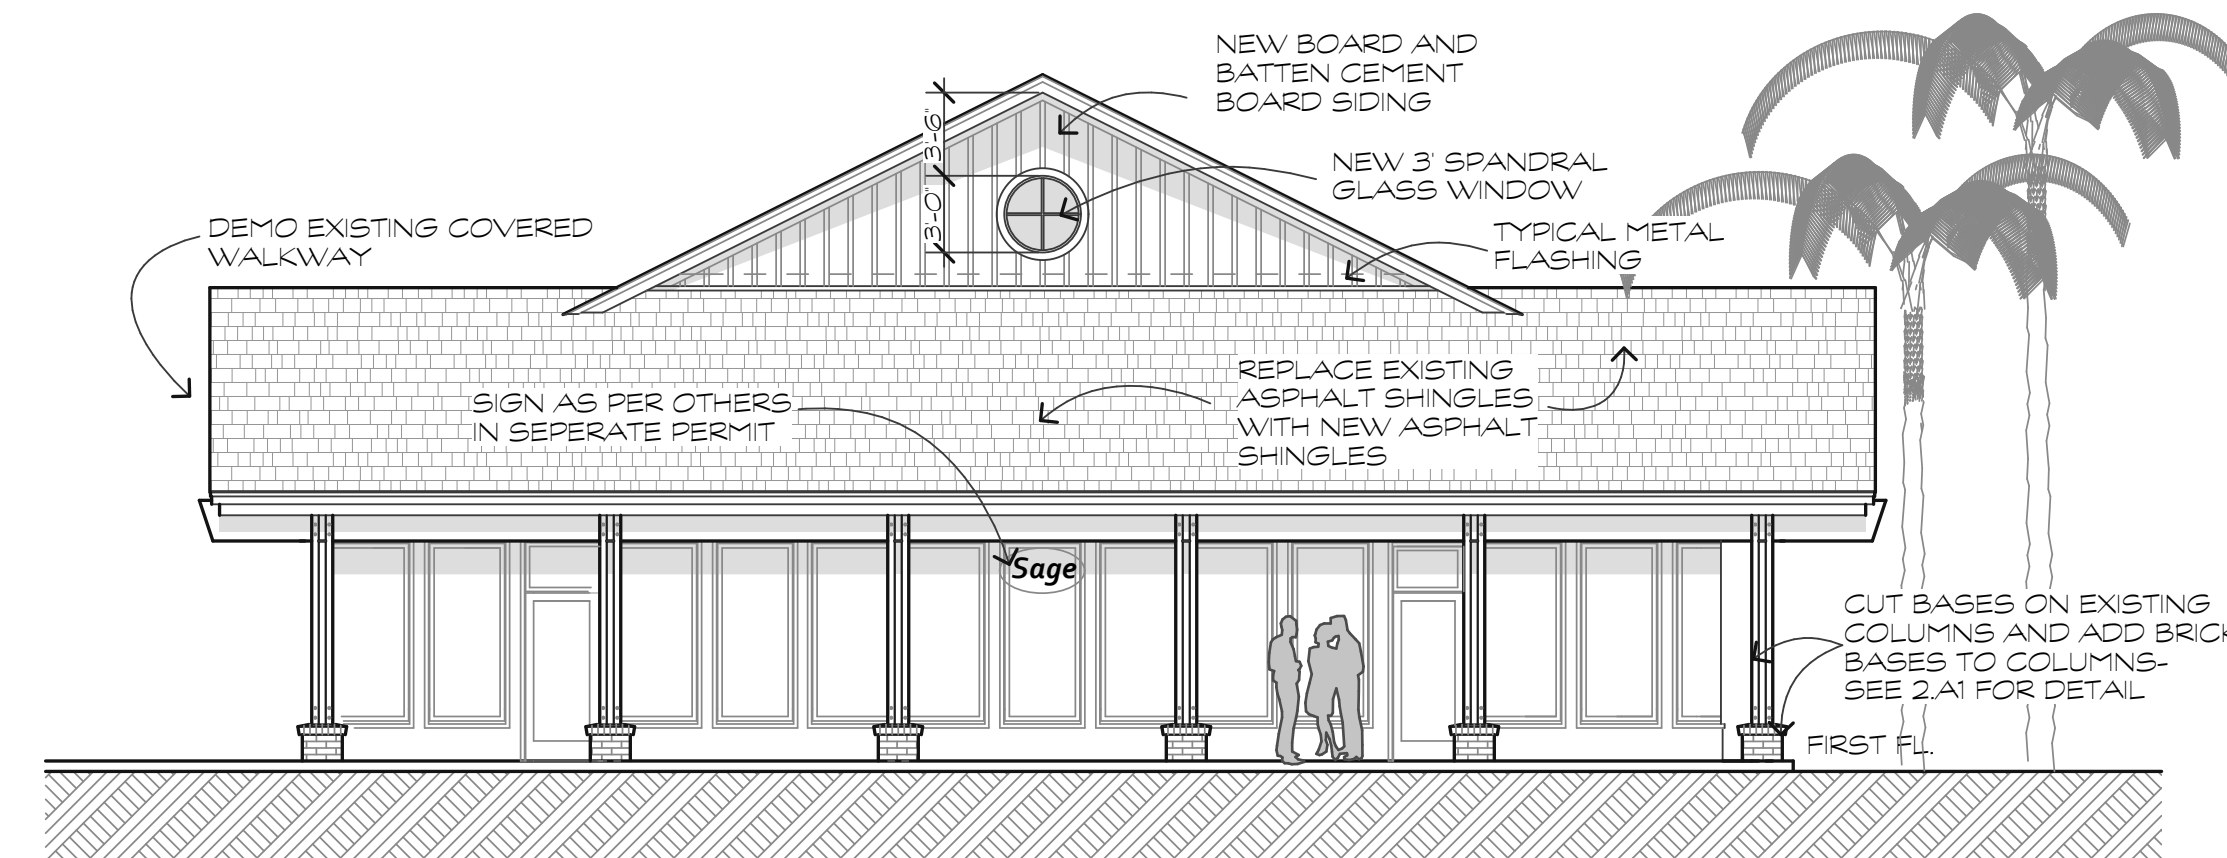 NEW BOARD AND
BATTEN CEMENT
BOARD SIDING
3'-6"
3'-0"
NEW 3' SPANDRAL
GLASS WINDOW
TYPICAL METAL
FLASHING
DEMO EXISTING COVERED
WALKWAY
REPLACE EXISTING
ASPHALT SHINGLES
WITH NEW ASPHALT
SHINGLES
SIGN AS PER OTHERS
IN SEPERATE PERMIT
Sage
CUT BASES ON EXISTING
COLUMNS AND ADD BRICK
BASES TO COLUMNS-
SEE 2.A1 FOR DETAIL
FIRST FL.